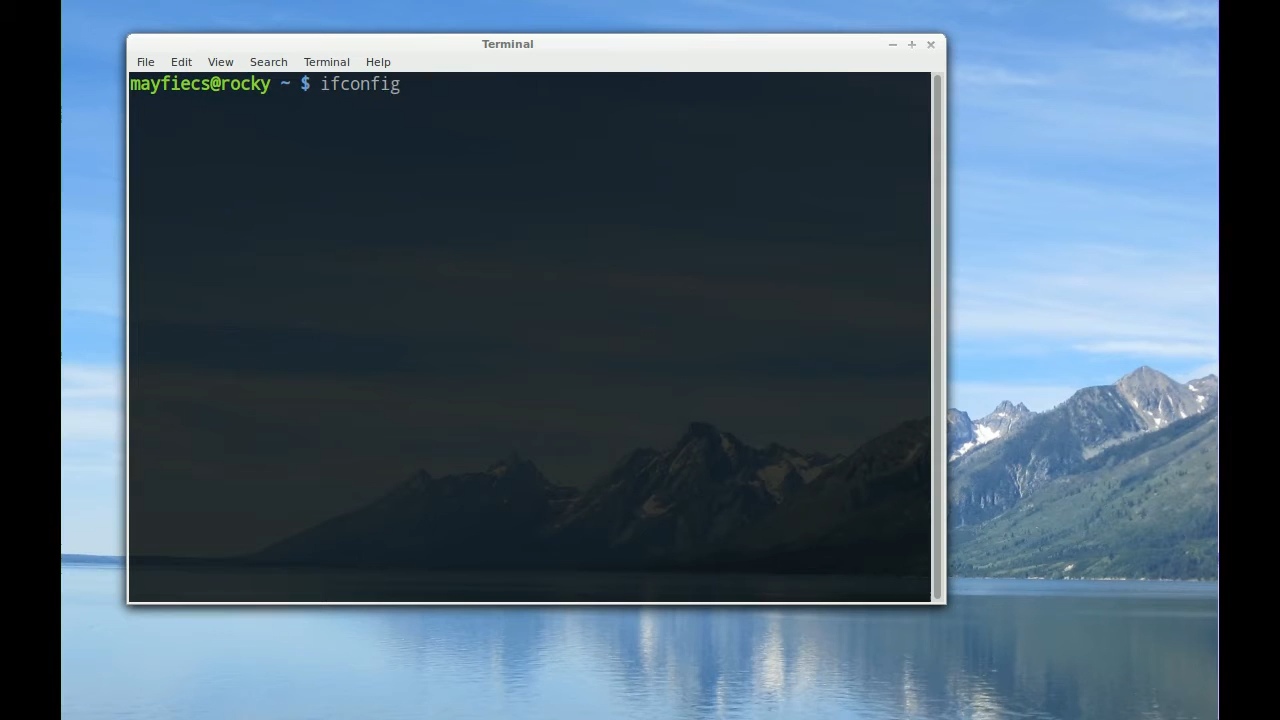 Terminal
File Edit View Search Terminal Help
mayfiecs@rocky ~ $ ifconfig